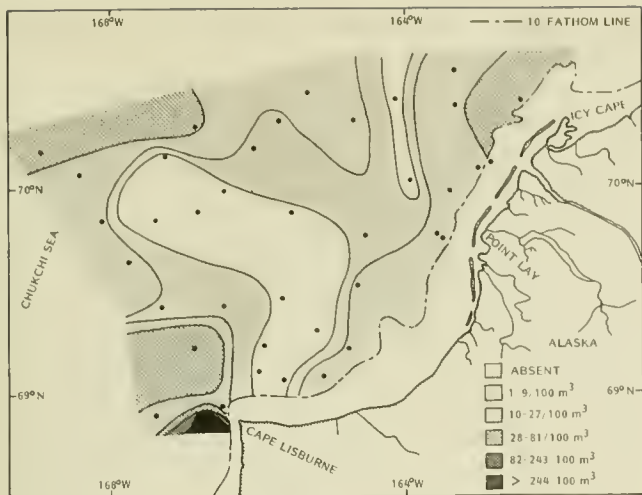 168°W
164°W
10 FATHOM LINE
ICY CAPE
70°N
70°N
CHUKCHI SEA
POINT LAY
ALASKA
ABSENT
69°N
1-9/100 m³
69°N
10-27/100 m³
28-81/100 m³
CAPE LISBURNE
82-243 100 m³
> 244 100 m³
168°W
164°W